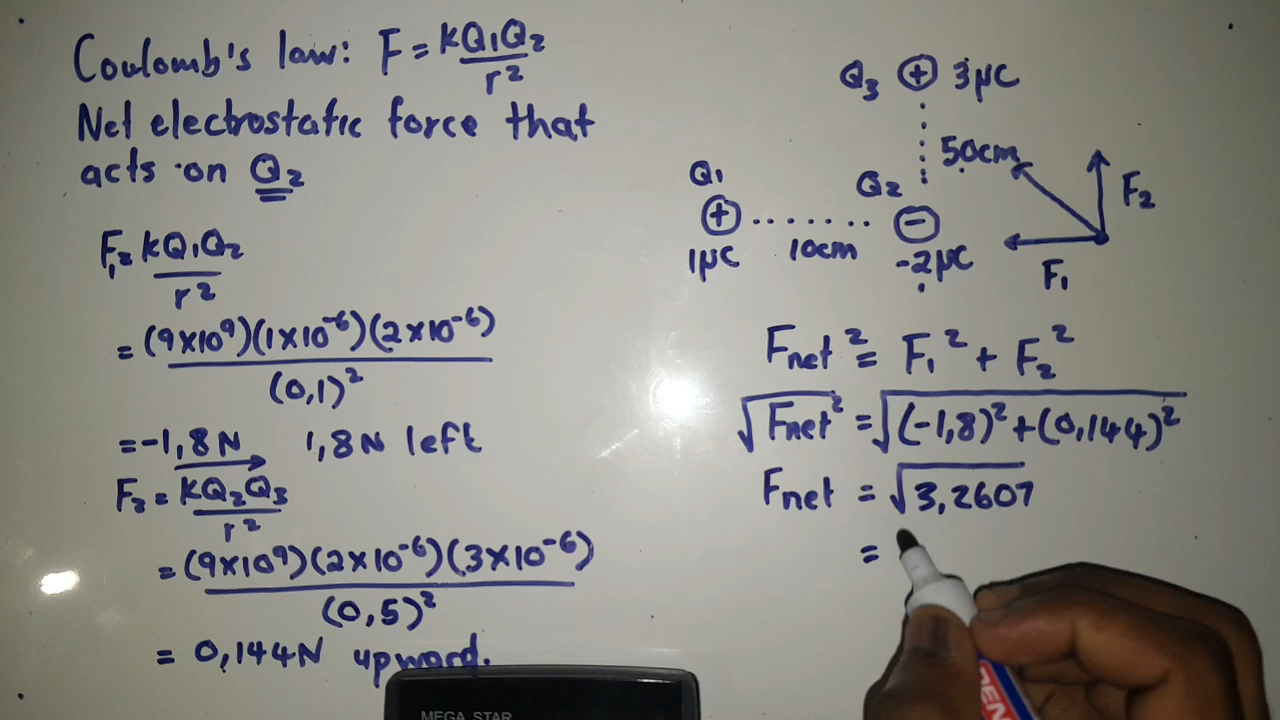 Coulomb's law: F = kQ₁Q₂ / r²
Net electrostatic force that
acts on Q₂
F₁ = kQ₁Q₂ / r²
= (9×10⁹)(1×10⁻⁶)(2×10⁻⁶) / (0,1)²
= -1,8N 1,8N left
F₂ = kQ₂Q₃ / r²
= (9×10⁹)(2×10⁻⁶)(3×10⁻⁶) / (0,5)²
= 0,144N upward.
Q₃ + 3μC
50cm
Q₁ Q₂
+ 10cm −
1μC -2μC
F₂
F₁
Fnet² = F₁² + F₂²
√Fnet² = √(-1,8)² + (0,144)²
Fnet = √3,2607
=
MEGA STAR